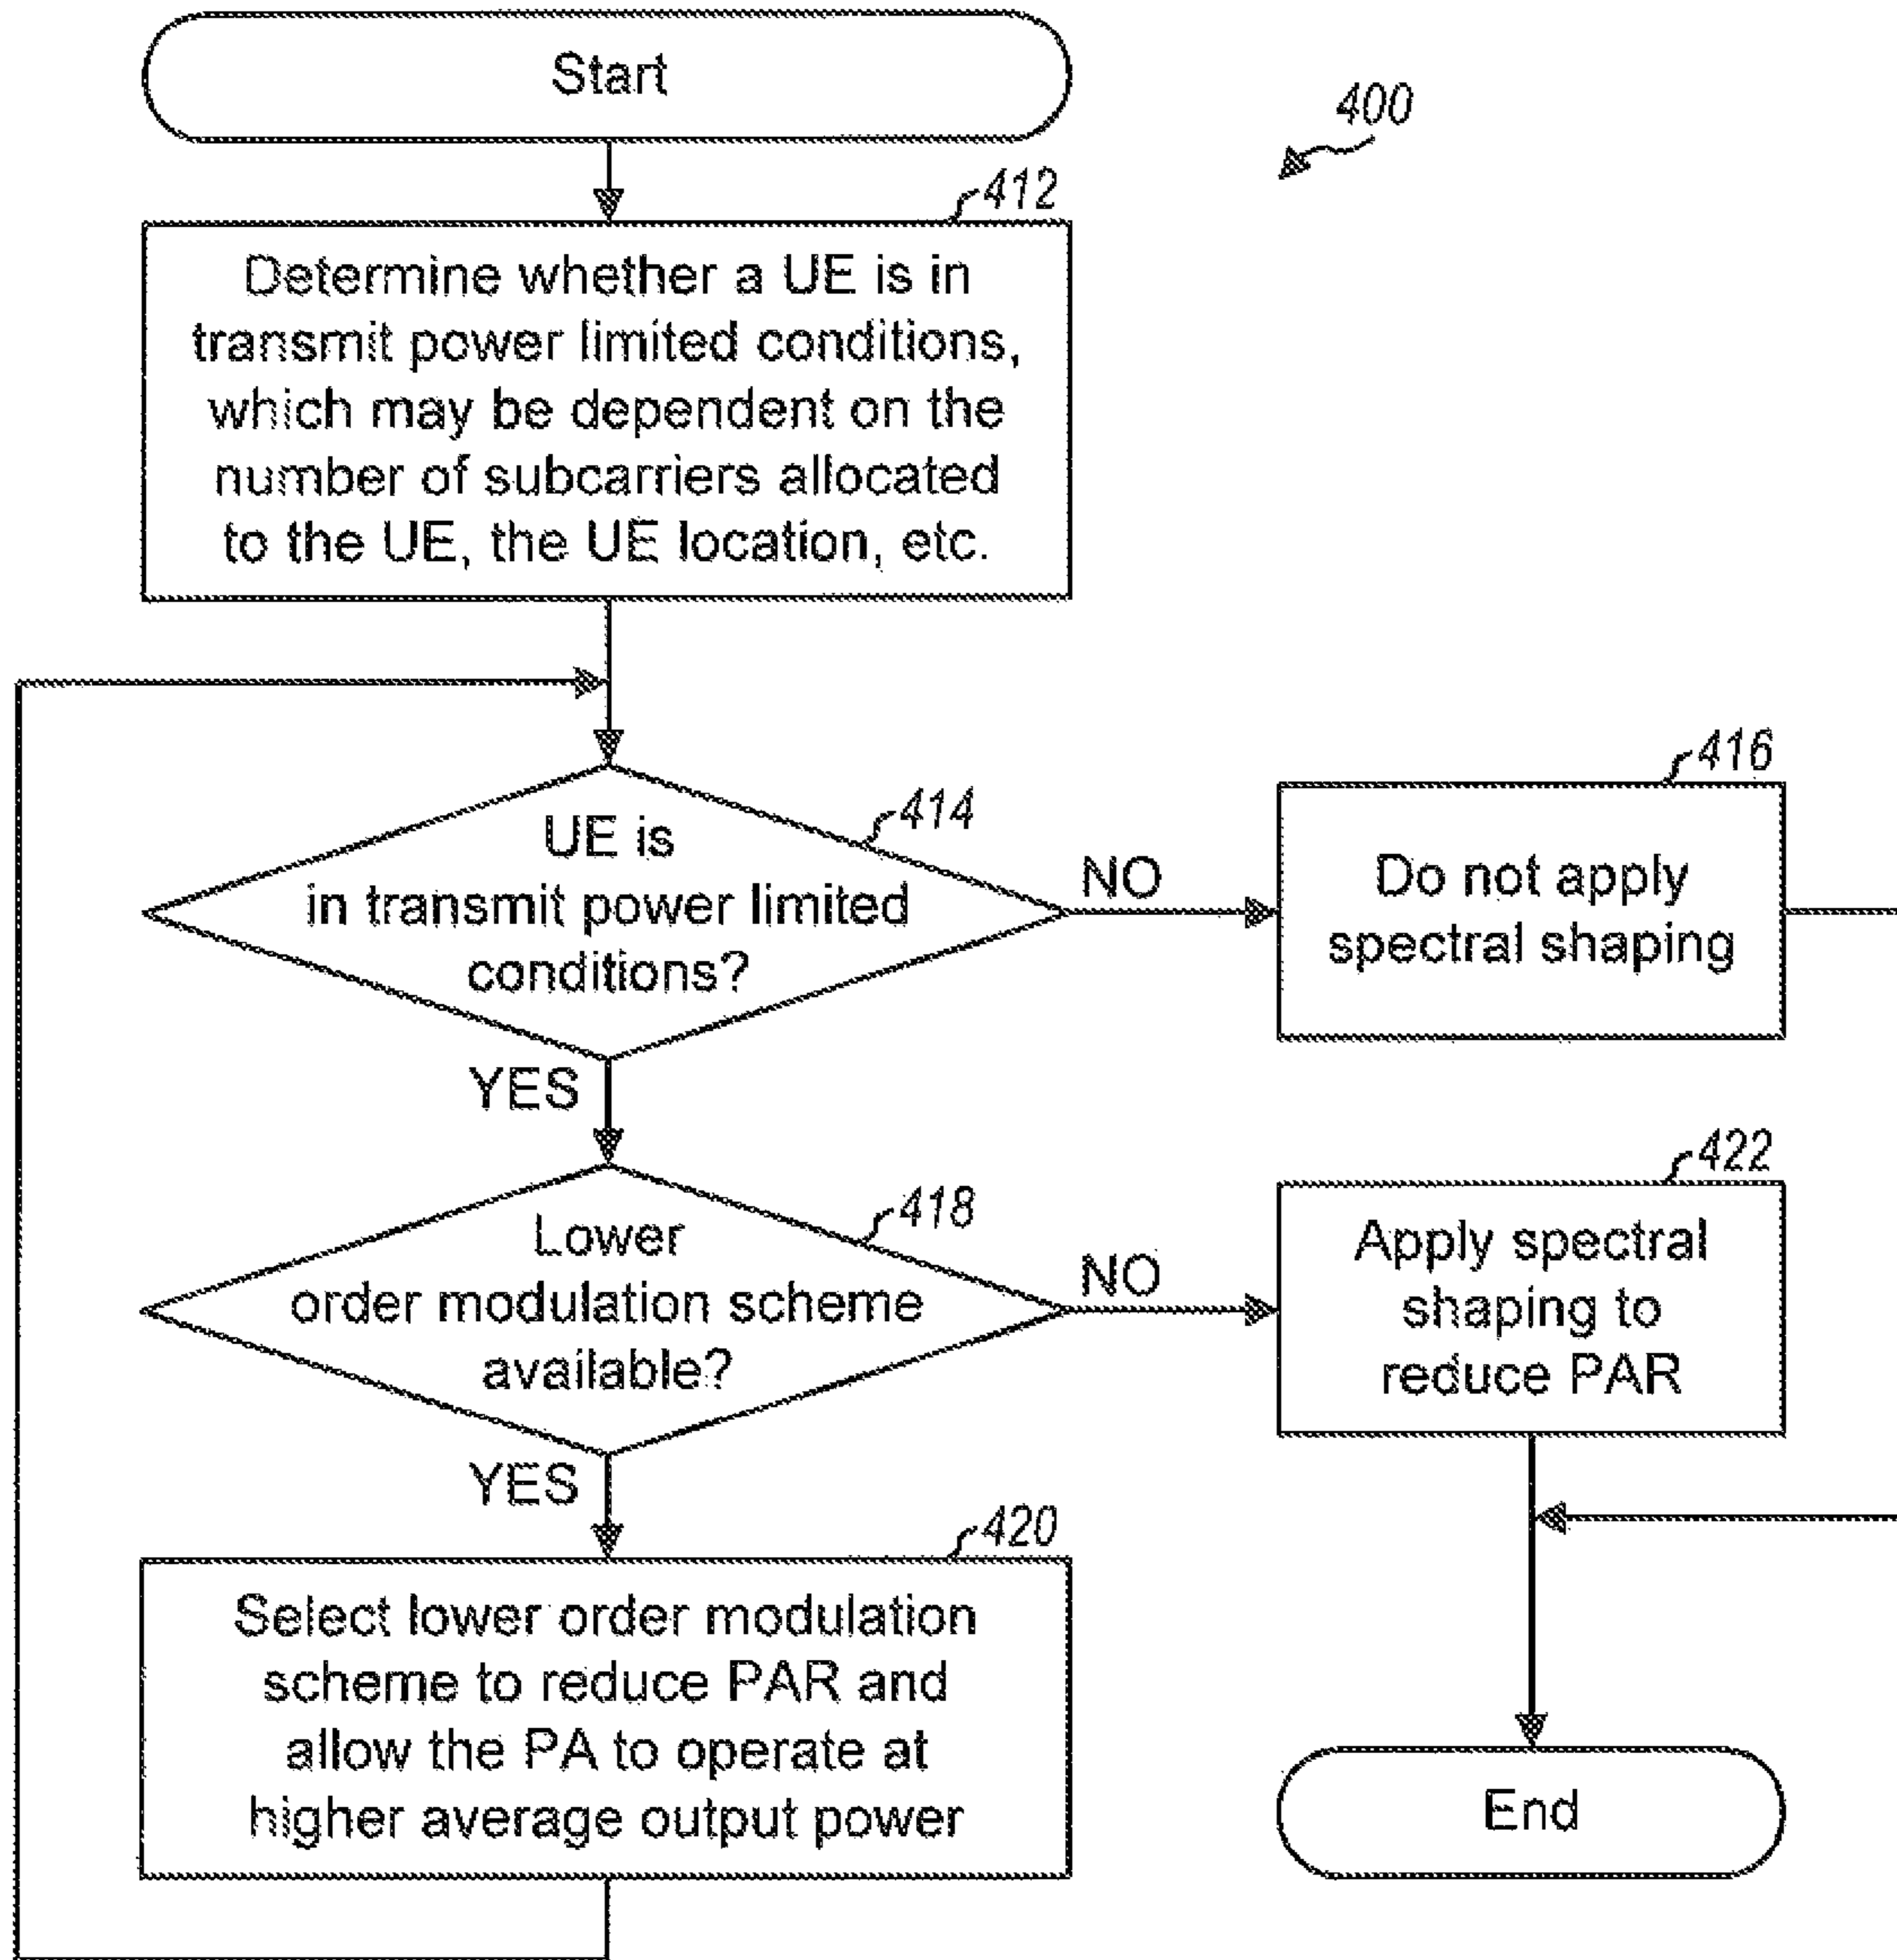 Start
400
412
Determine whether a UE is in
transmit power limited conditions,
which may be dependent on the
number of subcarriers allocated
to the UE, the UE location, etc.
414
UE is
in transmit power limited
conditions?
NO
416
Do not apply
spectral shaping
YES
418
Lower
order modulation scheme
available?
NO
422
Apply spectral
shaping to
reduce PAR
YES
420
Select lower order modulation
scheme to reduce PAR and
allow the PA to operate at
higher average output power
End